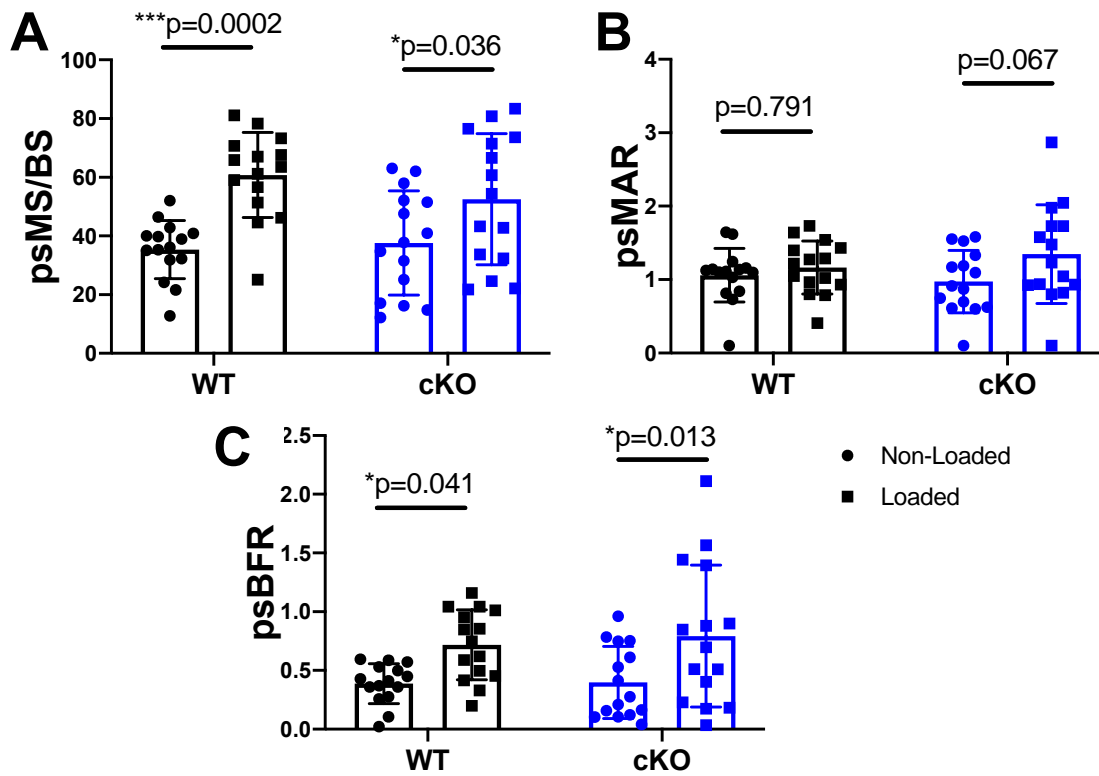 A
***p=0.0002
*p=0.036
100
80
60
40
20
0
psMS/BS
WT
cKO
B
p=0.791
p=0.067
4
3
2
1
0
psMAR
WT
cKO
C
*p=0.041
*p=0.013
2.5
2.0
1.5
1.0
0.5
0.0
psBFR
WT
cKO
Non-Loaded
Loaded